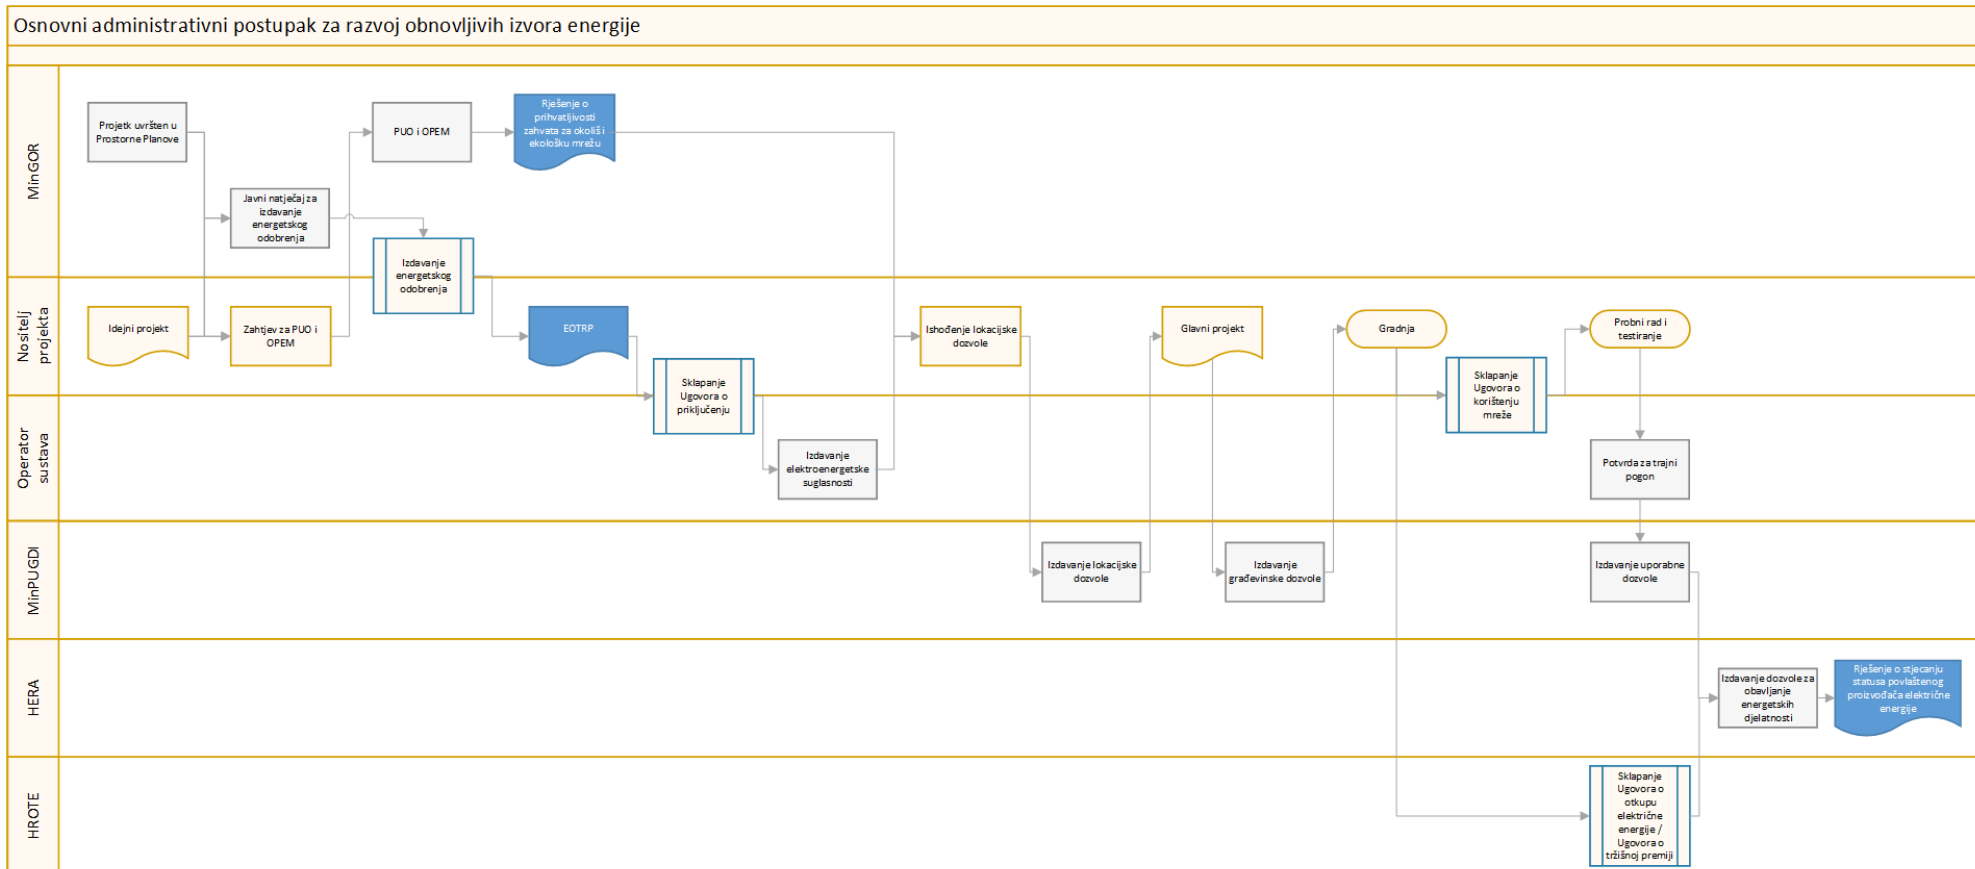 Osnovni administrativni postupak za razvoj obnovljivih izvora energije
MinGOR
Projetk uvršten u
Prostorne Planove
PUO i OPEM
Rješenje o
prihvatljivosti
zahvata za okoliš i
ekološku mrežu
Javni natječaj za
izdavanje
energetskog
odobrenja
Izdavanje
energetskog
odobrenja
Nositelj
projekta
Idejni projekt
Zahtjev za PUO i
OPEM
EOTRP
Sklapanje
Ugovora o
priključenju
Ishođenje lokacijske
dozvole
Glavni projekt
Gradnja
Sklapanje
Ugovora o
korištenju
mreže
Probni rad i
testiranje
Operator
sustava
Izdavanje
elektroenergetske
suglasnosti
Potvrda za trajni
pogon
MinPUGDI
Izdavanje lokacijske
dozvole
Izdavanje
građevinske dozvole
Izdavanje uporabne
dozvole
HERA
Izdavanje dozvole za
obavljanje
energetskih
djelatnosti
Rješenje o stjecanju
statusa povlaštenog
proizvođača električne
energije
HROTE
Sklapanje
Ugovora o
otkupu
električne
energije /
Ugovora o
tržišnoj premiji